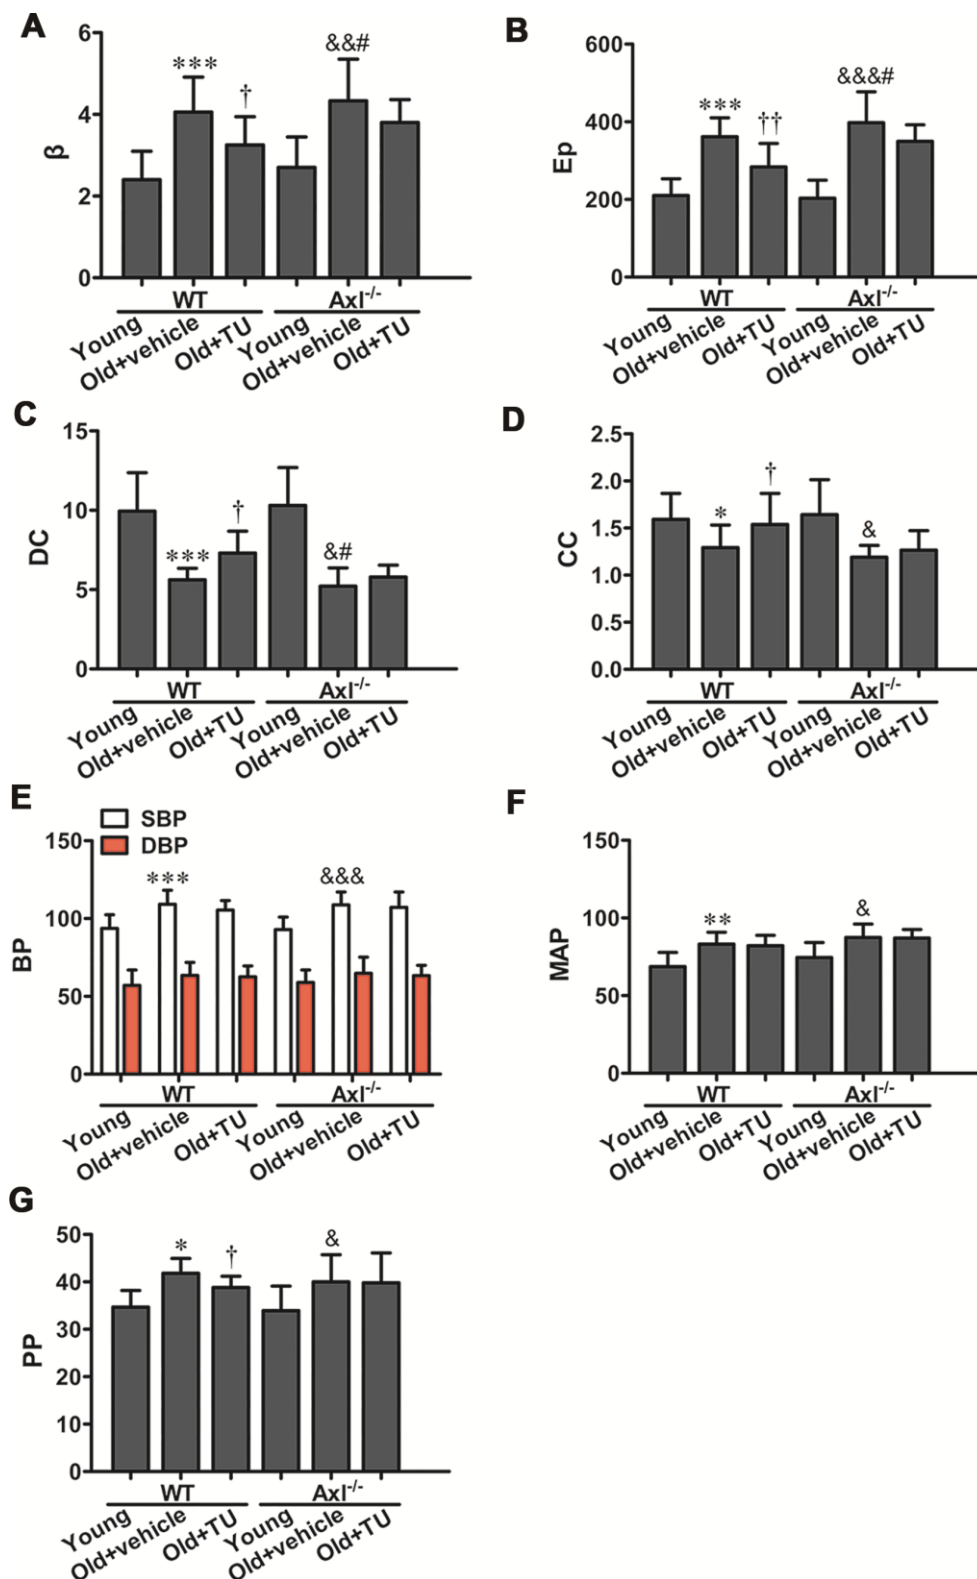 A
β
6
4
2
0
***
†
&&#
WT
Axl-/-
Young
Old+vehicle
Old+TU
Young
Old+vehicle
Old+TU
B
Ep
600
400
200
0
***
††
&&&#
WT
Axl-/-
Young
Old+vehicle
Old+TU
Young
Old+vehicle
Old+TU
C
DC
15
10
5
0
***
†
&#
WT
Axl-/-
Young
Old+vehicle
Old+TU
Young
Old+vehicle
Old+TU
D
CC
2.5
2.0
1.5
1.0
0.5
0.0
*
†
&
WT
Axl-/-
Young
Old+vehicle
Old+TU
Young
Old+vehicle
Old+TU
E
SBP
DBP
BP
150
100
50
0
***
&&&
WT
Axl-/-
Young
Old+vehicle
Old+TU
Young
Old+vehicle
Old+TU
F
MAP
150
100
50
0
**
&
WT
Axl-/-
Young
Old+vehicle
Old+TU
Young
Old+vehicle
Old+TU
G
PP
50
40
30
20
10
0
*
†
&
WT
Axl-/-
Young
Old+vehicle
Old+TU
Young
Old+vehicle
Old+TU